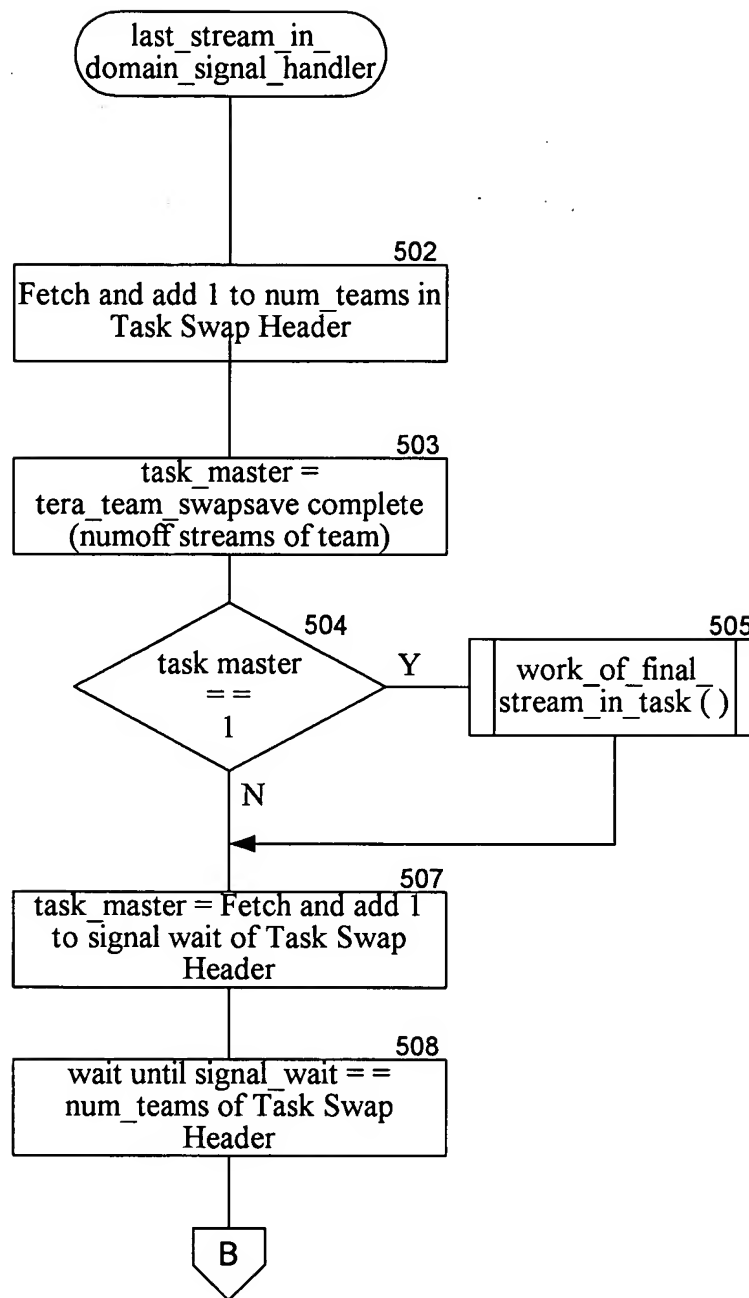 last_stream_in_
domain_signal_handler
502
Fetch and add 1 to num_teams in
Task Swap Header
503
task_master =
tera_team_swapsave complete
(numoff streams of team)
504
task master
= =
1
Y
505
work_of_final_
stream_in_task ( )
N
507
task_master = Fetch and add 1
to signal wait of Task Swap
Header
508
wait until signal_wait = =
num_teams of Task Swap
Header
B